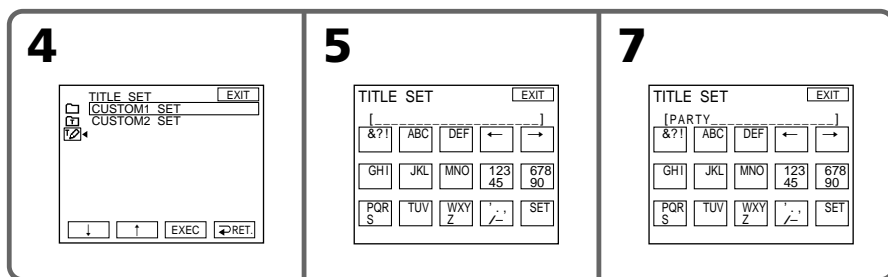 4
TITLE SET EXIT
CUSTOM1 SET
CUSTOM2 SET
↓ ↑ EXEC RET.
5
TITLE SET EXIT
[____________________]
&?! ABC DEF ← →
GHI JKL MNO 123 678
45 90
PQR TUV WXY '., SET
S Z /–
7
TITLE SET EXIT
[PARTY_______________]
&?! ABC DEF ← →
GHI JKL MNO 123 678
45 90
PQR TUV WXY '., SET
S Z /–